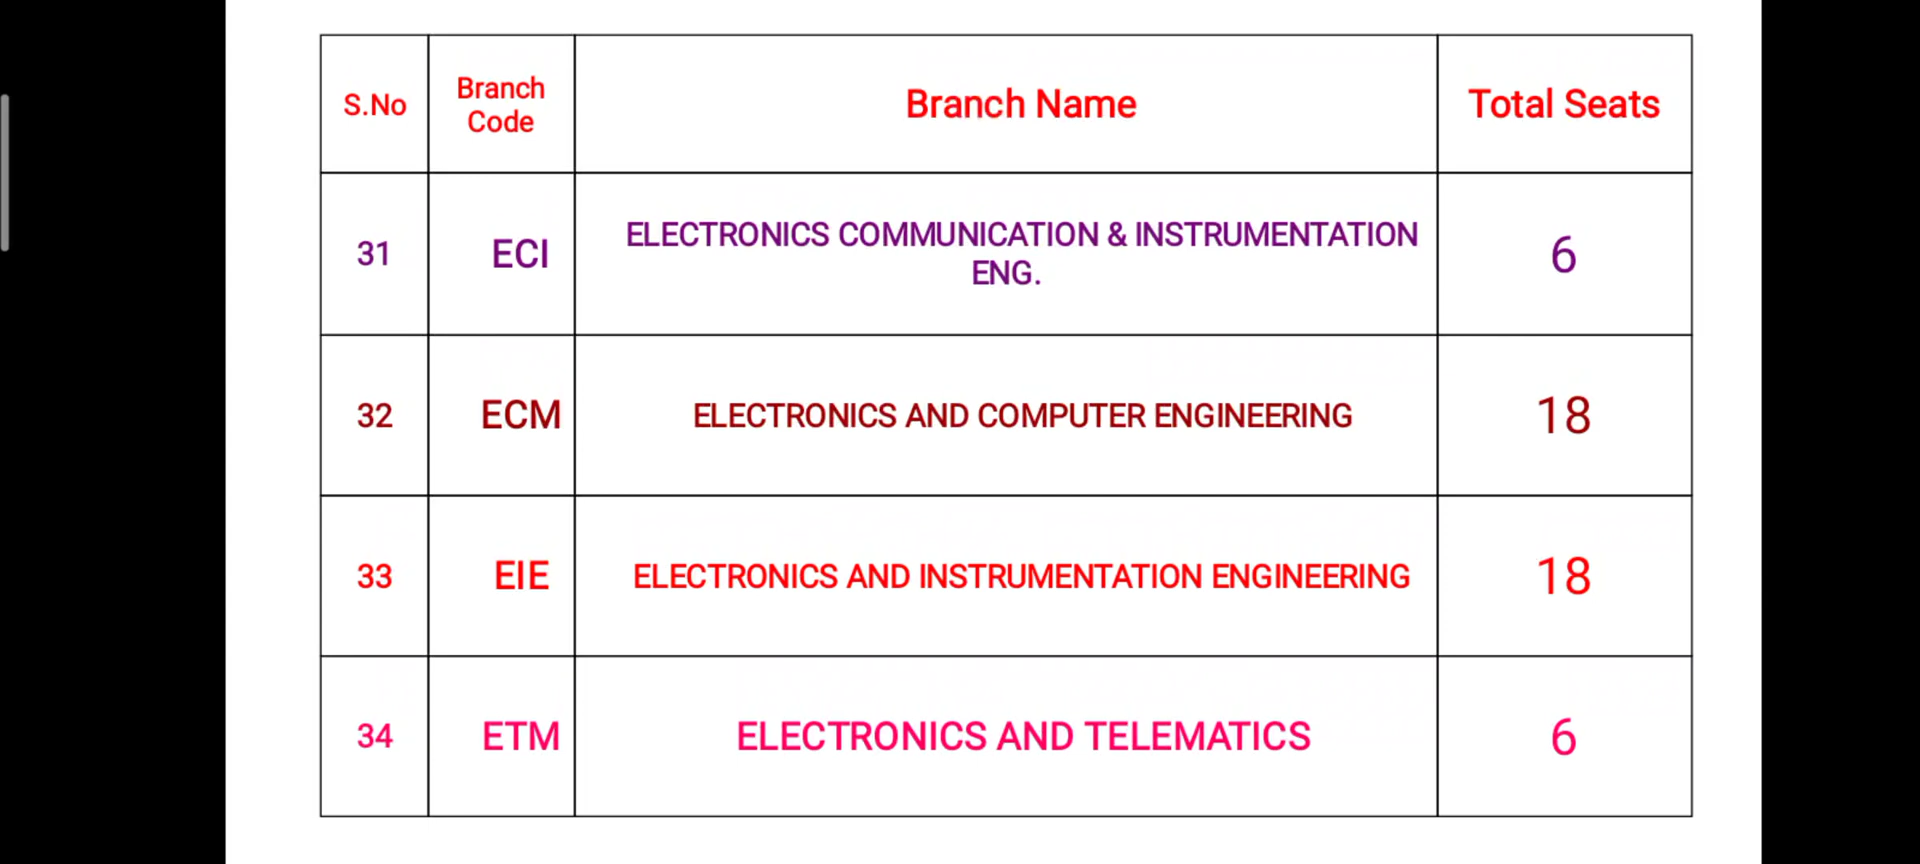 S.No Branch Code Branch Name Total Seats
31 ECI ELECTRONICS COMMUNICATION & INSTRUMENTATION ENG. 6
32 ECM ELECTRONICS AND COMPUTER ENGINEERING 18
33 EIE ELECTRONICS AND INSTRUMENTATION ENGINEERING 18
34 ETM ELECTRONICS AND TELEMATICS 6